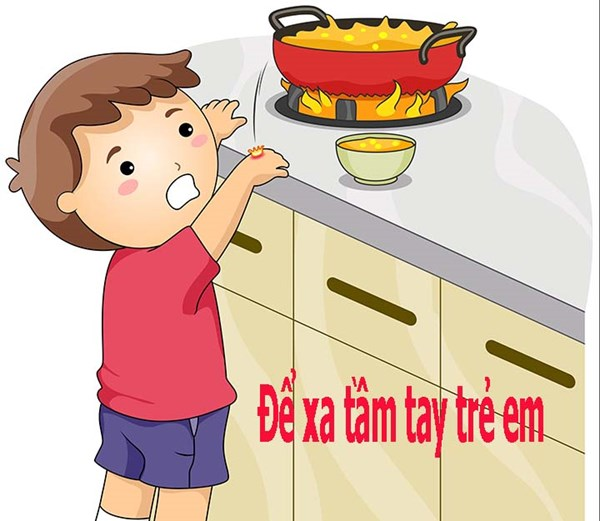 Để xa tầm tay trẻ em